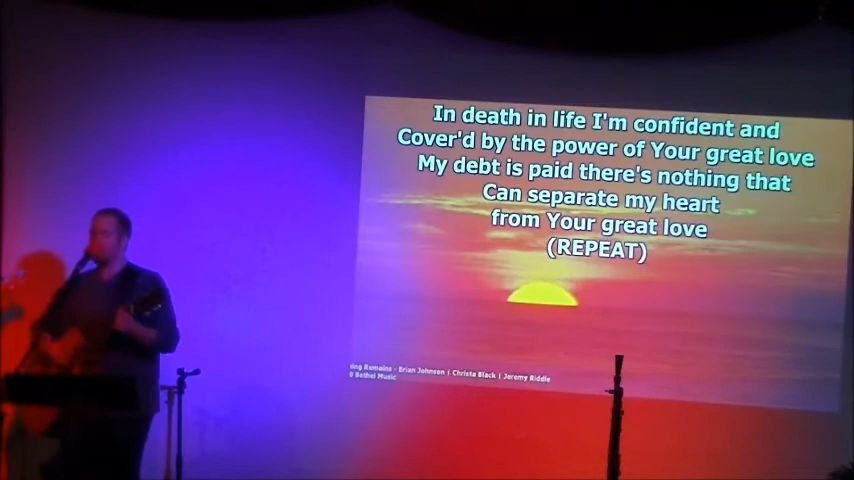 In death in life I'm confident and
Cover'd by the power of Your great love
My debt is paid there's nothing that
Can separate my heart
from Your great love
(REPEAT)
Remains - Brian Johnson | Christa Black | Jeremy Riddle
Bethel Music